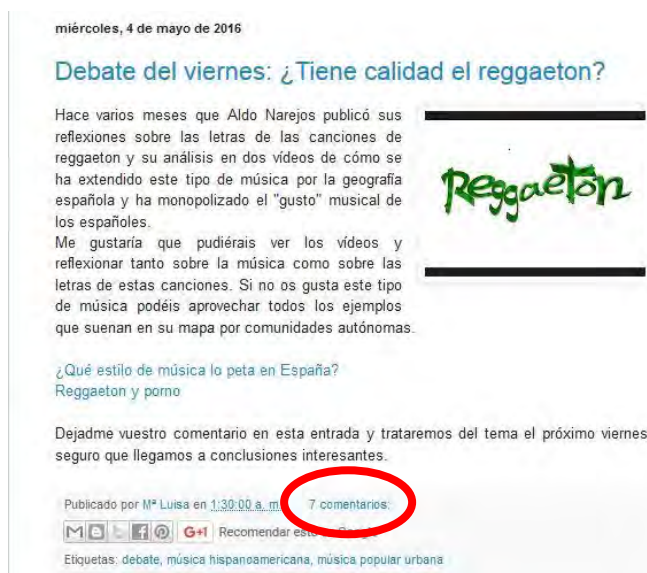 miércoles, 4 de mayo de 2016
Debate del viernes: ¿Tiene calidad el reggaeton?
Hace varios meses que Aldo Narejos publicó sus
reflexiones sobre las letras de las canciones de
reggaeton y su análisis en dos vídeos de cómo se
ha extendido este tipo de música por la geografía
española y ha monopolizado el "gusto" musical de
los españoles.
Me gustaría que pudiérais ver los vídeos y
reflexionar tanto sobre la música como sobre las
letras de estas canciones. Si no os gusta este tipo
de música podéis aprovechar todos los ejemplos
que suenan en su mapa por comunidades autónomas.
Reggaeton
¿Qué estilo de música lo peta en España?
Reggaeton y porno
Dejadme vuestro comentario en esta entrada y trataremos del tema el próximo viernes
seguro que llegamos a conclusiones interesantes.
Publicado por Mª Luisa en 1:30:00 a. m. 7 comentarios:
G+1 Recomendar esto
Etiquetas: debate, música hispanoamericana, música popular urbana